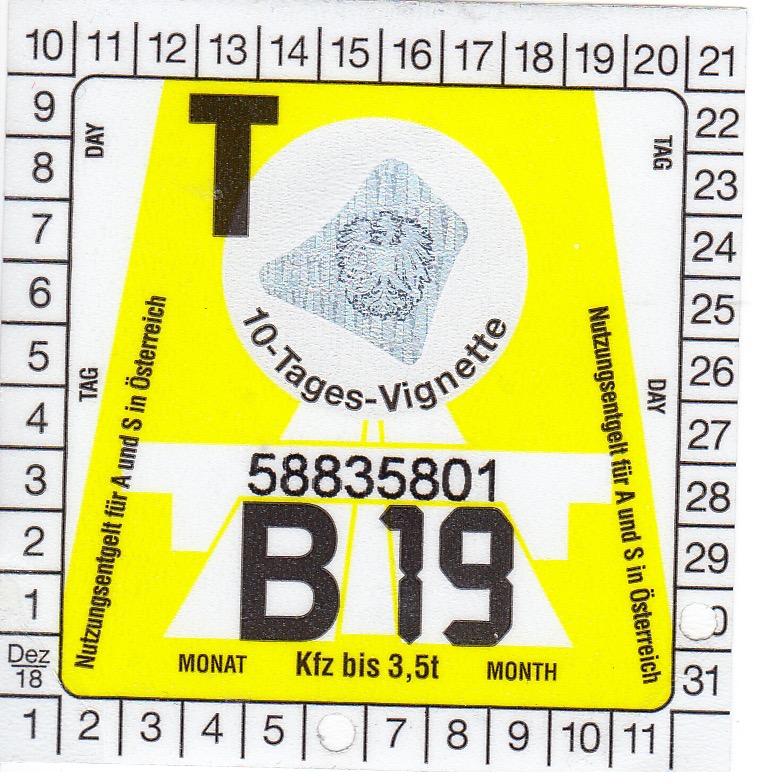 10 11 12 13 14 15 16 17 18 19 20 21
9 DAY TAG 22
T
8 23
7 24
6 25
10-Tages-Vignette
5 TAG DAY 26
4 27
Nutzungsentgelt für A und S in Österreich
Nutzungsentgelt für A und S in Österreich
58835801
3 28
B 19
2 29
1
MONAT Kfz bis 3,5t MONTH
Dez
18 31
1 2 3 4 5 7 8 9 10 11